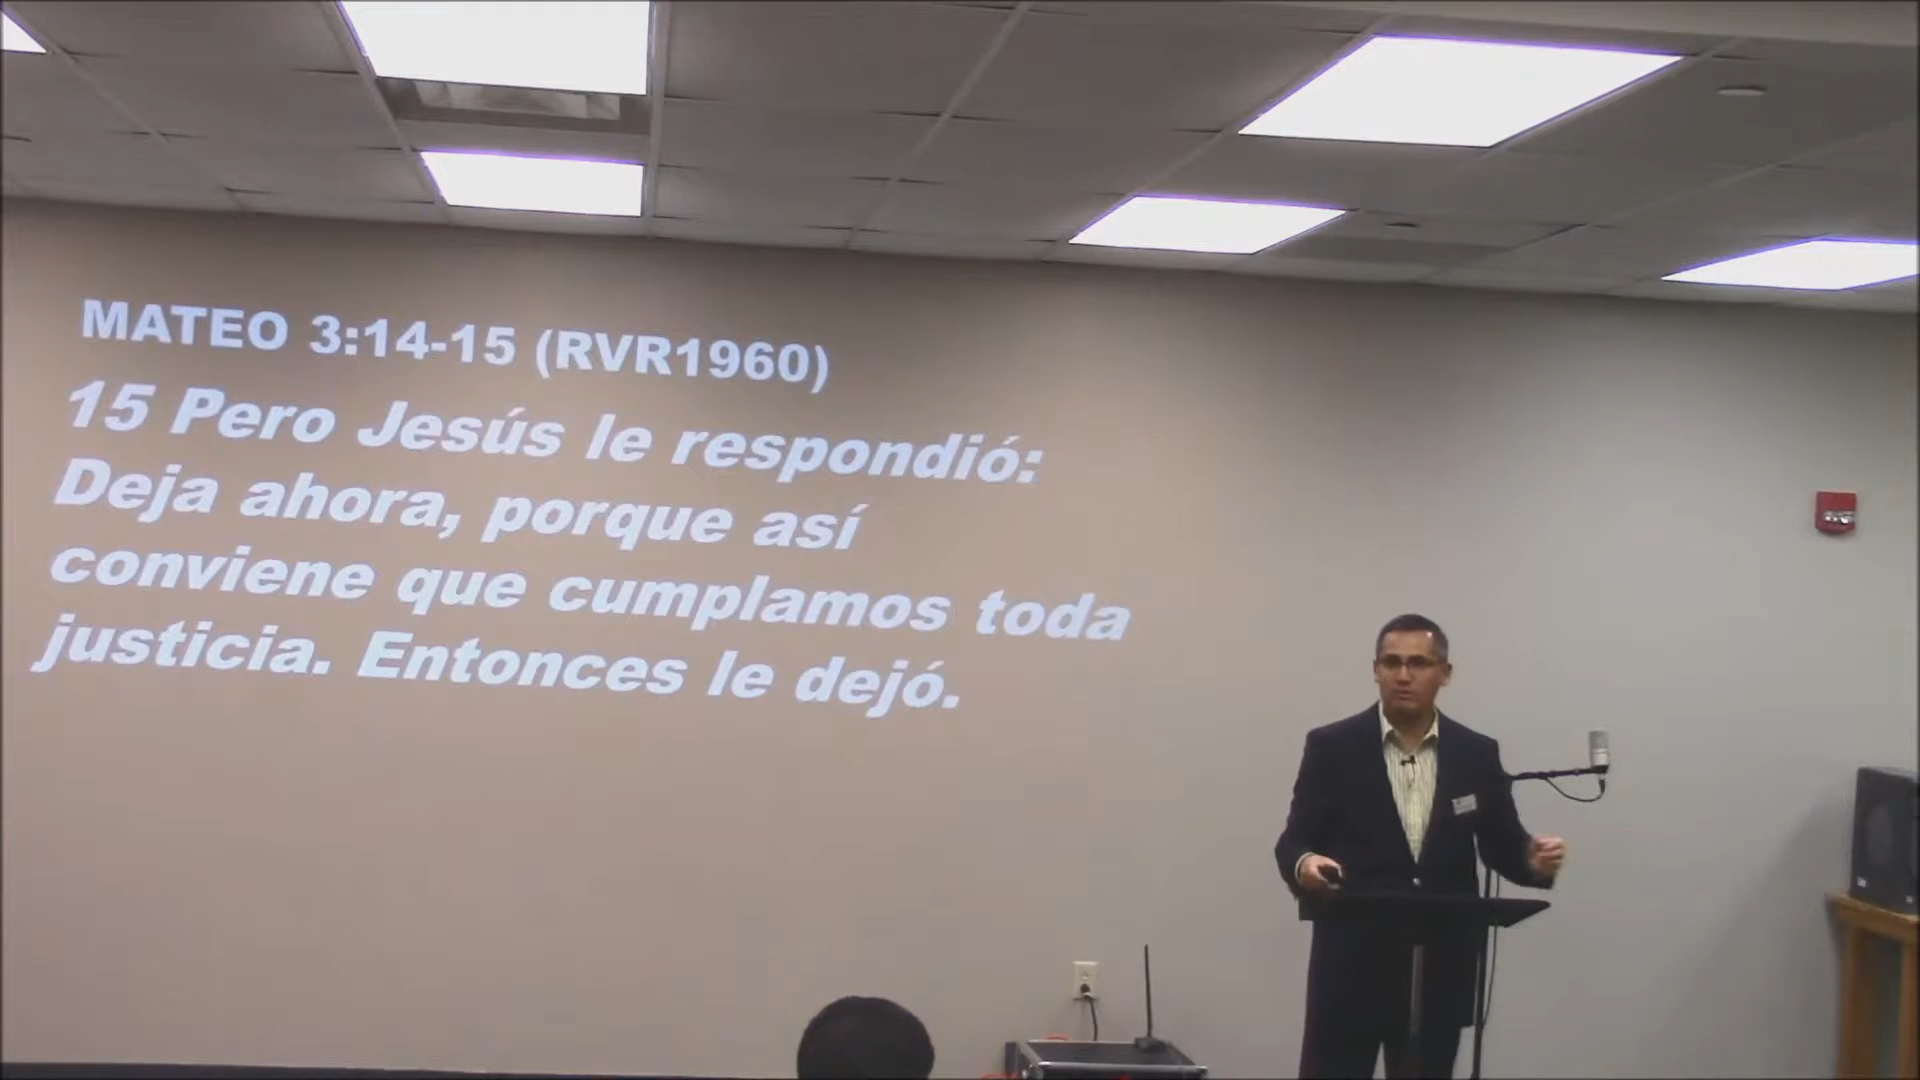 MATEO 3:14-15 (RVR1960)
15 Pero Jesús le respondió:
Deja ahora, porque así
conviene que cumplamos toda
justicia. Entonces le dejó.